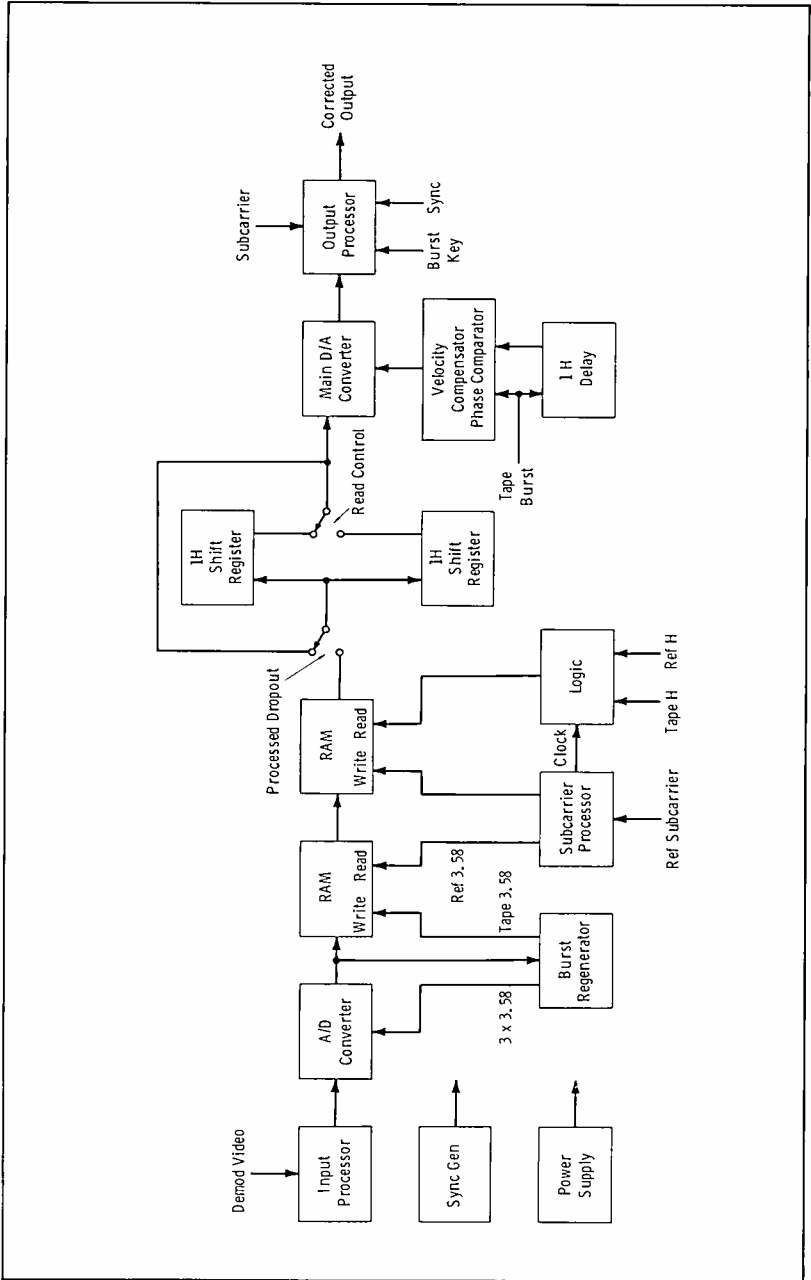 Demod Video
Input
Processor
A/D
Converter
RAM
Write Read
RAM
Write Read
Processed Dropout
1H
Shift
Register
1H
Shift
Register
Read Control
Main D/A
Converter
Subcarrier
Output
Processor
Corrected
Output
Burst
Key
Sync
Velocity
Compensator
Phase Comparator
Tape
Burst
1H
Delay
Sync Gen
Power
Supply
3 x 3.58
Burst
Regenerator
Tape 3.58
Ref 3.58
Subcarrier
Processor
Ref Subcarrier
Clock
Logic
Tape H
Ref H